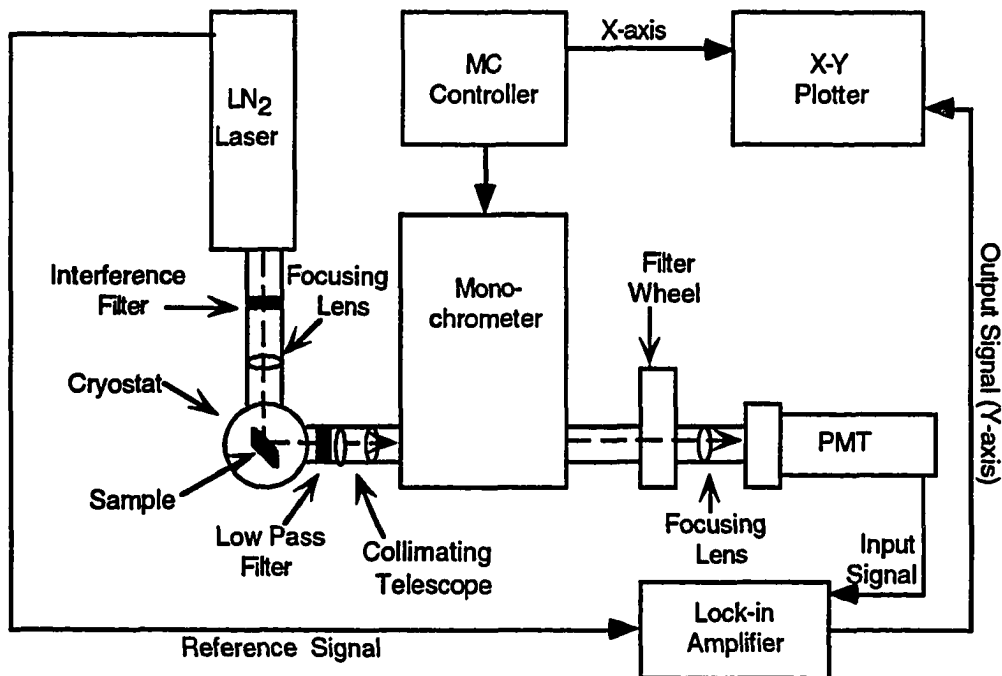 LN2
Laser
MC
Controller
X-axis
X-Y
Plotter
Interference
Filter
Focusing
Lens
Mono-
chrometer
Filter
Wheel
Output Signal (Y-axis)
Cryostat
Sample
Low Pass
Filter
Collimating
Telescope
PMT
Focusing
Lens
Input
Signal
Lock-in
Amplifier
Reference Signal